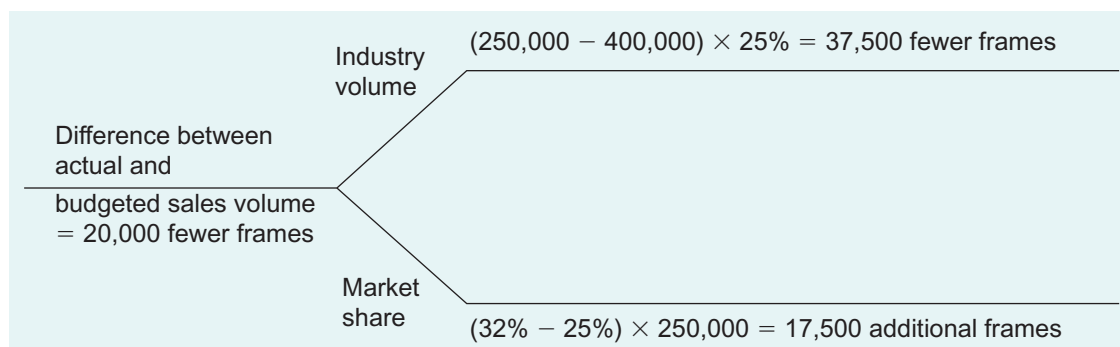 (250,000 − 400,000) × 25% = 37,500 fewer frames
Industry
volume
Difference between
actual and
budgeted sales volume
= 20,000 fewer frames
Market
share
(32% − 25%) × 250,000 = 17,500 additional frames